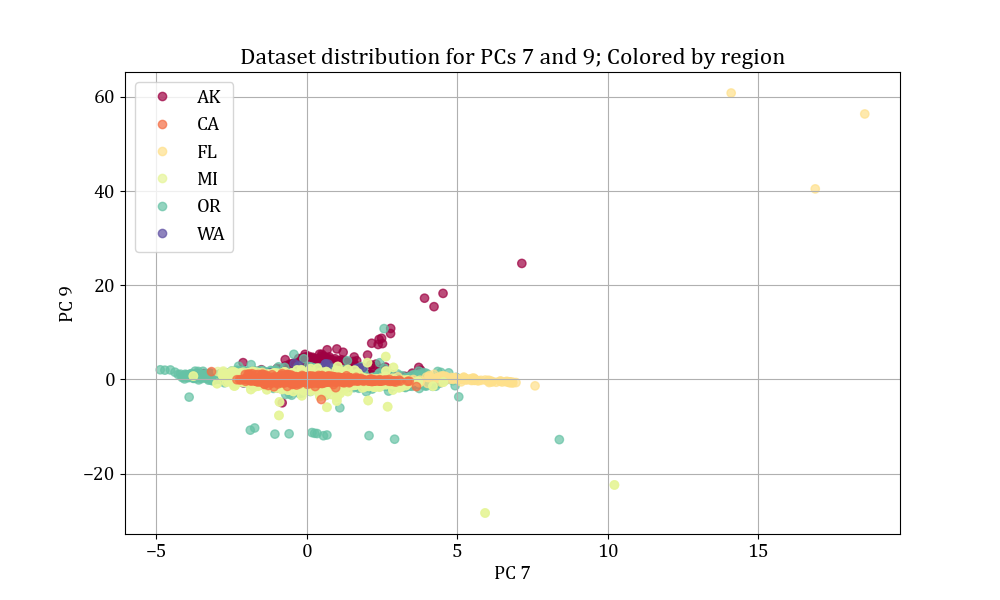 Dataset distribution for PCs 7 and 9; Colored by region
AK
CA
FL
MI
OR
WA
60
40
20
0
−20
PC 9
−5
0
5
10
15
PC 7